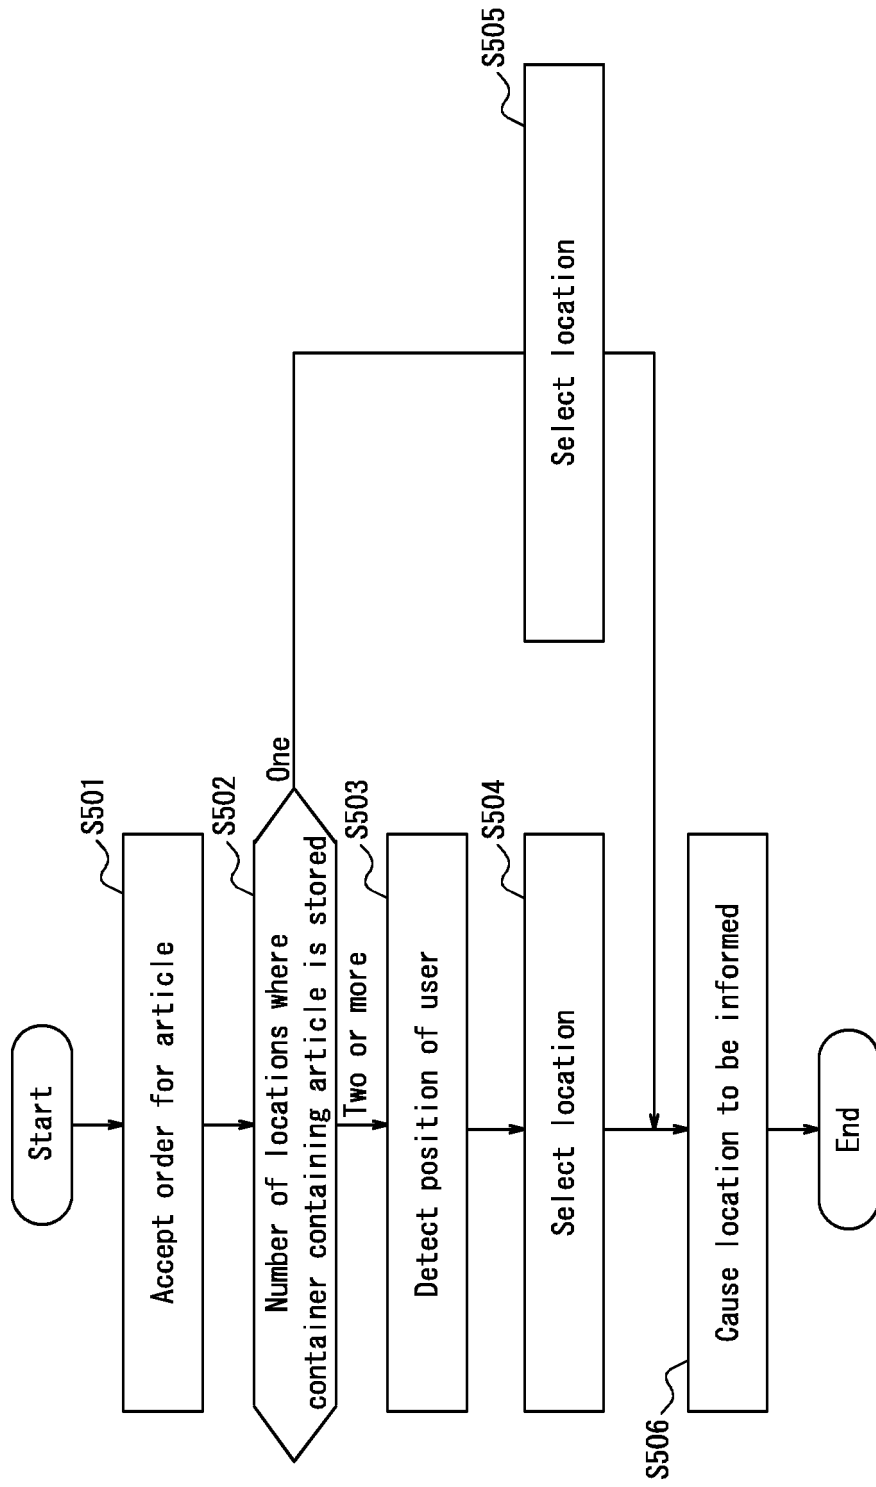 Start
S501
Accept order for article
S502
Number of locations where
container containing article is stored
One
Two or more
S503
Detect position of user
S504
Select location
S505
Select location
S506
Cause location to be informed
End